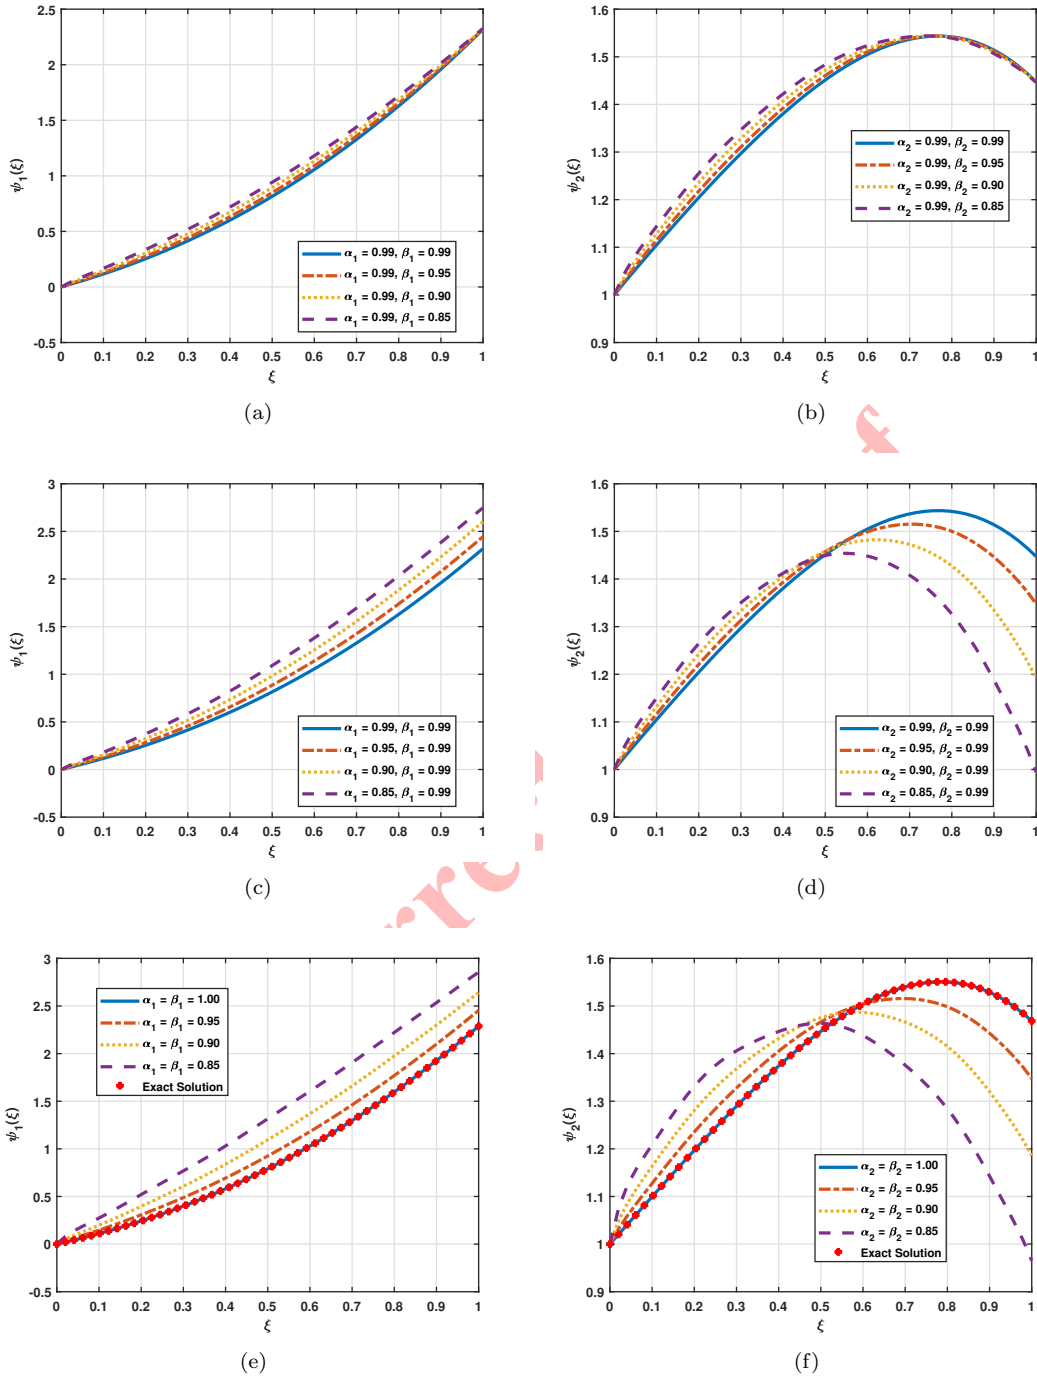 2.5
2
1.5
1
0.5
0
-0.5
ψ₁(ξ)
0 0.1 0.2 0.3 0.4 0.5 0.6 0.7 0.8 0.9 1
ξ
α₁ = 0.99, β₁ = 0.99
α₁ = 0.99, β₁ = 0.95
α₁ = 0.99, β₁ = 0.90
α₁ = 0.99, β₁ = 0.85
(a)
1.6
1.5
1.4
1.3
1.2
1.1
1
0.9
ψ₂(ξ)
0 0.1 0.2 0.3 0.4 0.5 0.6 0.7 0.8 0.9 1
ξ
α₂ = 0.99, β₂ = 0.99
α₂ = 0.99, β₂ = 0.95
α₂ = 0.99, β₂ = 0.90
α₂ = 0.99, β₂ = 0.85
(b)
3
2.5
2
1.5
1
0.5
0
-0.5
ψ₁(ξ)
0 0.1 0.2 0.3 0.4 0.5 0.6 0.7 0.8 0.9 1
ξ
α₁ = 0.99, β₁ = 0.99
α₁ = 0.95, β₁ = 0.99
α₁ = 0.90, β₁ = 0.99
α₁ = 0.85, β₁ = 0.99
(c)
1.6
1.5
1.4
1.3
1.2
1.1
1
0.9
ψ₂(ξ)
0 0.1 0.2 0.3 0.4 0.5 0.6 0.7 0.8 0.9 1
ξ
α₂ = 0.99, β₂ = 0.99
α₂ = 0.95, β₂ = 0.99
α₂ = 0.90, β₂ = 0.99
α₂ = 0.85, β₂ = 0.99
(d)
3
2.5
2
1.5
1
0.5
0
-0.5
ψ₁(ξ)
0 0.1 0.2 0.3 0.4 0.5 0.6 0.7 0.8 0.9 1
ξ
α₁ = β₁ = 1.00
α₁ = β₁ = 0.95
α₁ = β₁ = 0.90
α₁ = β₁ = 0.85
Exact Solution
(e)
1.6
1.5
1.4
1.3
1.2
1.1
1
0.9
ψ₂(ξ)
0 0.1 0.2 0.3 0.4 0.5 0.6 0.7 0.8 0.9 1
ξ
α₂ = β₂ = 1.00
α₂ = β₂ = 0.95
α₂ = β₂ = 0.90
α₂ = β₂ = 0.85
Exact Solution
(f)